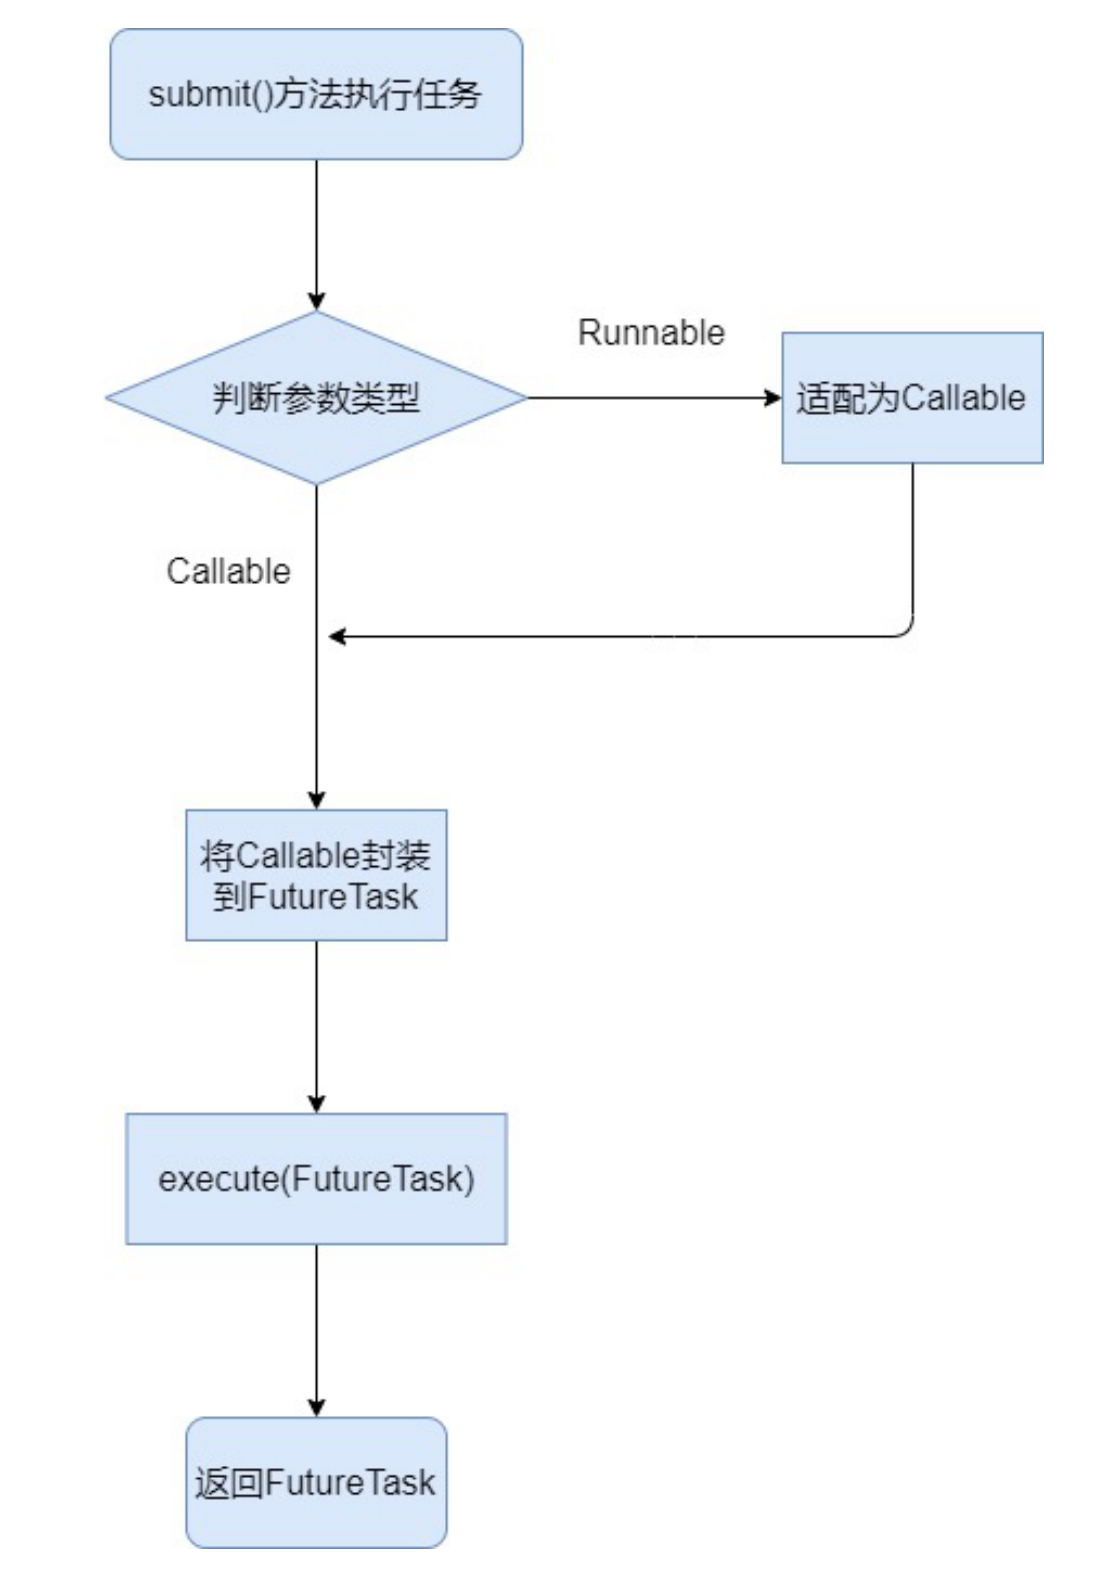 submit()方法执行任务
判断参数类型
Runnable
适配为Callable
Callable
将Callable封装
到FutureTask
execute(FutureTask)
返回FutureTask